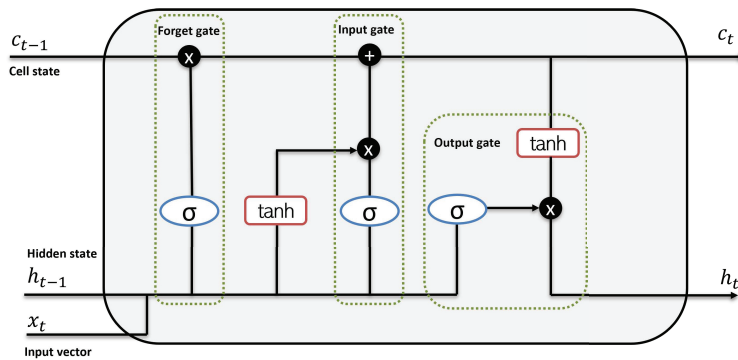 Forget gate
Input gate
c_{t-1}
c_t
x
+
Cell state
Output gate
tanh
x
σ
tanh
σ
σ
x
Hidden state
h_{t-1}
h_t
x_t
Input vector